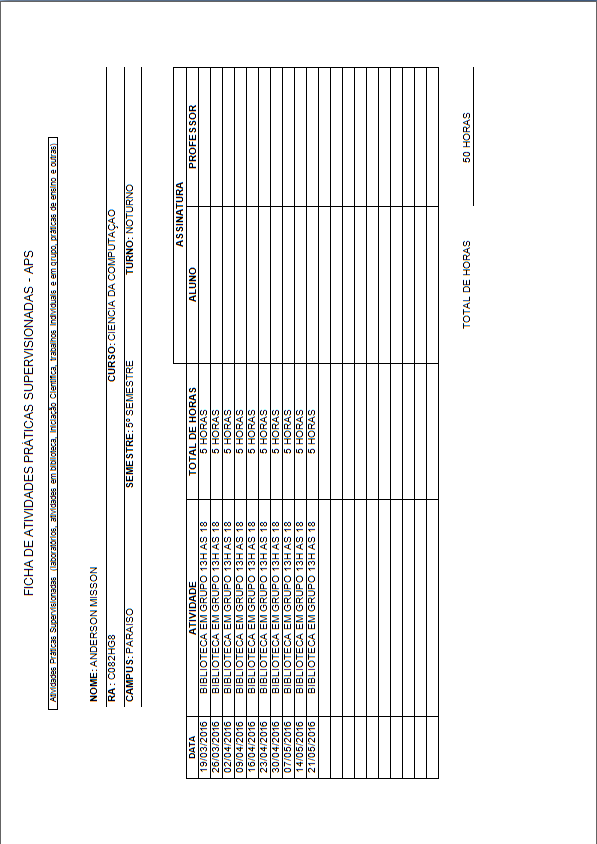 FICHA DE ATIVIDADES PRÁTICAS SUPERVISIONADAS - APS
Atividades Práticas Supervisionadas (laboratórios, atividades em biblioteca, Iniciação Científica, trabalhos Individuais e em grupo, práticas de ensino e outras)
NOME: ANDERSON MISSON
RA : C082HG8 CURSO: CIENCIA DA COMPUTAÇAO
CAMPUS: PARAISO SEMESTRE: 5º SEMESTRE TURNO: NOTURNO
ASSINATURA
DATA ATIVIDADE TOTAL DE HORAS ALUNO PROFESSOR
19/03/2016 BIBLIOTECA EM GRUPO 13H AS 18 5 HORAS
26/03/2016 BIBLIOTECA EM GRUPO 13H AS 18 5 HORAS
02/04/2016 BIBLIOTECA EM GRUPO 13H AS 18 5 HORAS
09/04/2016 BIBLIOTECA EM GRUPO 13H AS 18 5 HORAS
16/04/2016 BIBLIOTECA EM GRUPO 13H AS 18 5 HORAS
23/04/2016 BIBLIOTECA EM GRUPO 13H AS 18 5 HORAS
30/04/2016 BIBLIOTECA EM GRUPO 13H AS 18 5 HORAS
07/05/2016 BIBLIOTECA EM GRUPO 13H AS 18 5 HORAS
14/05/2016 BIBLIOTECA EM GRUPO 13H AS 18 5 HORAS
21/05/2016 BIBLIOTECA EM GRUPO 13H AS 18 5 HORAS
TOTAL DE HORAS 50 HORAS